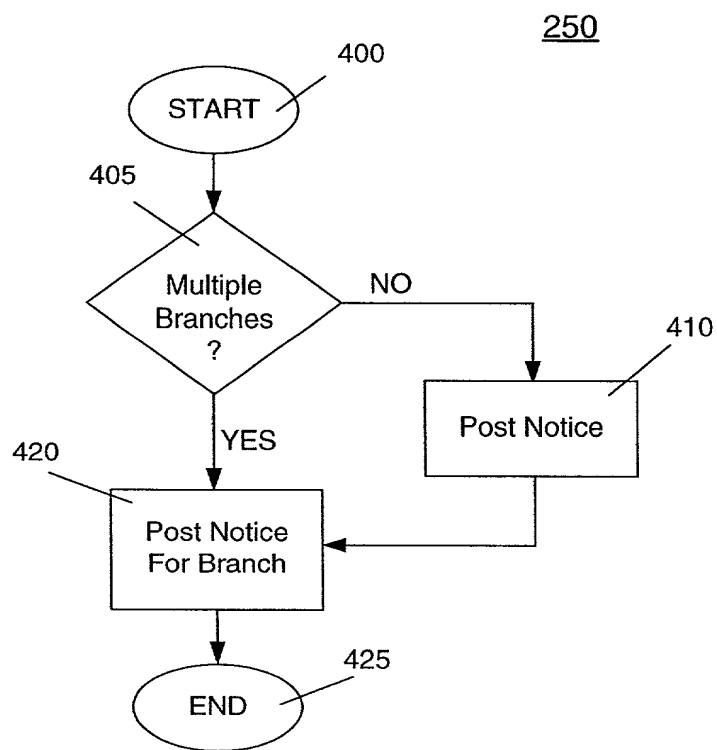 250
400
START
405
Multiple
Branches
?
NO
410
Post Notice
YES
420
Post Notice
For Branch
425
END